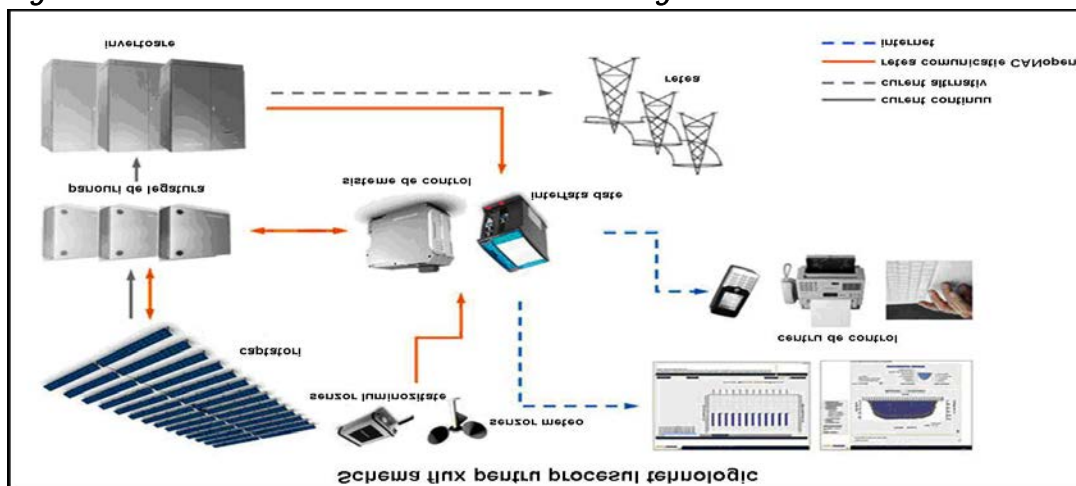 Schema flux pentru procesul tehnologic
captatori
senzor luminozitate
senzor meteo
centru de control
panouri de legatura
sisteme de control
interfata date
invertoare
retea
curent continuu
curent altrnativ
retea comunicatie CANopen
internet